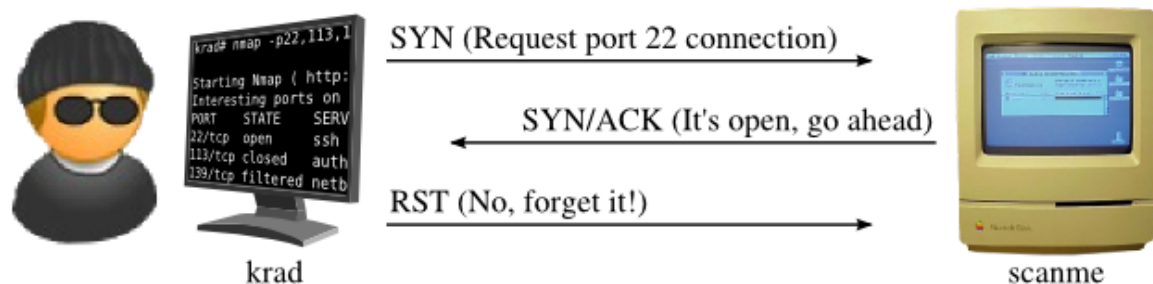 krad# nmap -p22,113,1
Starting Nmap ( http:
Interesting ports on
PORT STATE SERV
22/tcp open ssh
113/tcp closed auth
139/tcp filtered netb
SYN (Request port 22 connection)
SYN/ACK (It's open, go ahead)
RST (No, forget it!)
krad
scanme